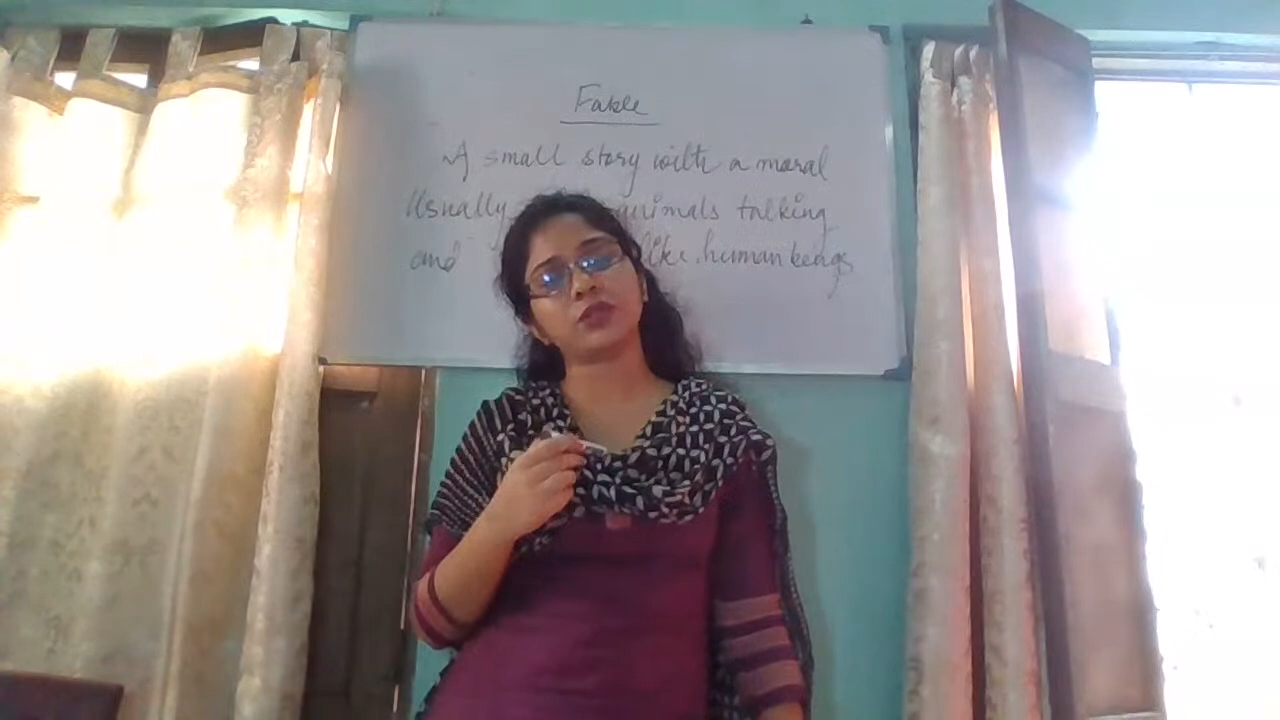 Fable
A small story with a moral
Usually animals talking
and like human beings